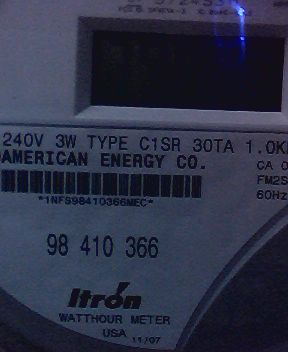 240V 3W TYPE C1SR 30TA 1.0K
AMERICAN ENERGY CO.
CA 0
FM2S
60Hz
*1NFS98410366MEC*
98 410 366
Itron
WATTHOUR METER
USA 11/07